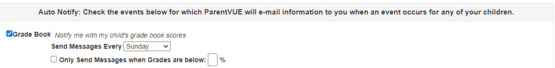 Auto Notify: Check the events below for which ParentVUE will e-mail information to you when an event occurs for any of your children.
Grade Book Notify me with my child's grade book scores
Send Messages Every Sunday
Only Send Messages when Grades are below: %